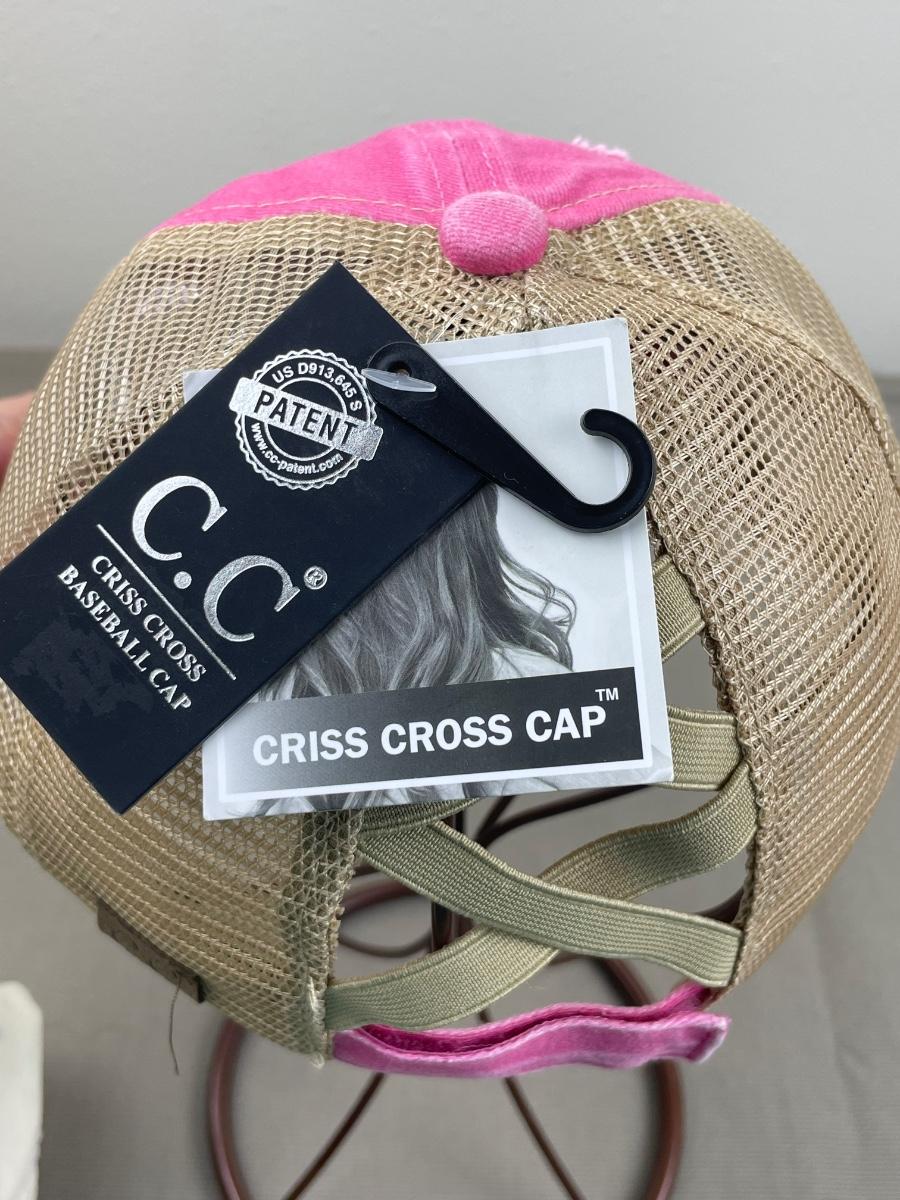 US D913,645 S
PATENT
www.cc-patent.com
C.C®
CRISS CROSS
BASEBALL CAP
CRISS CROSS CAP™